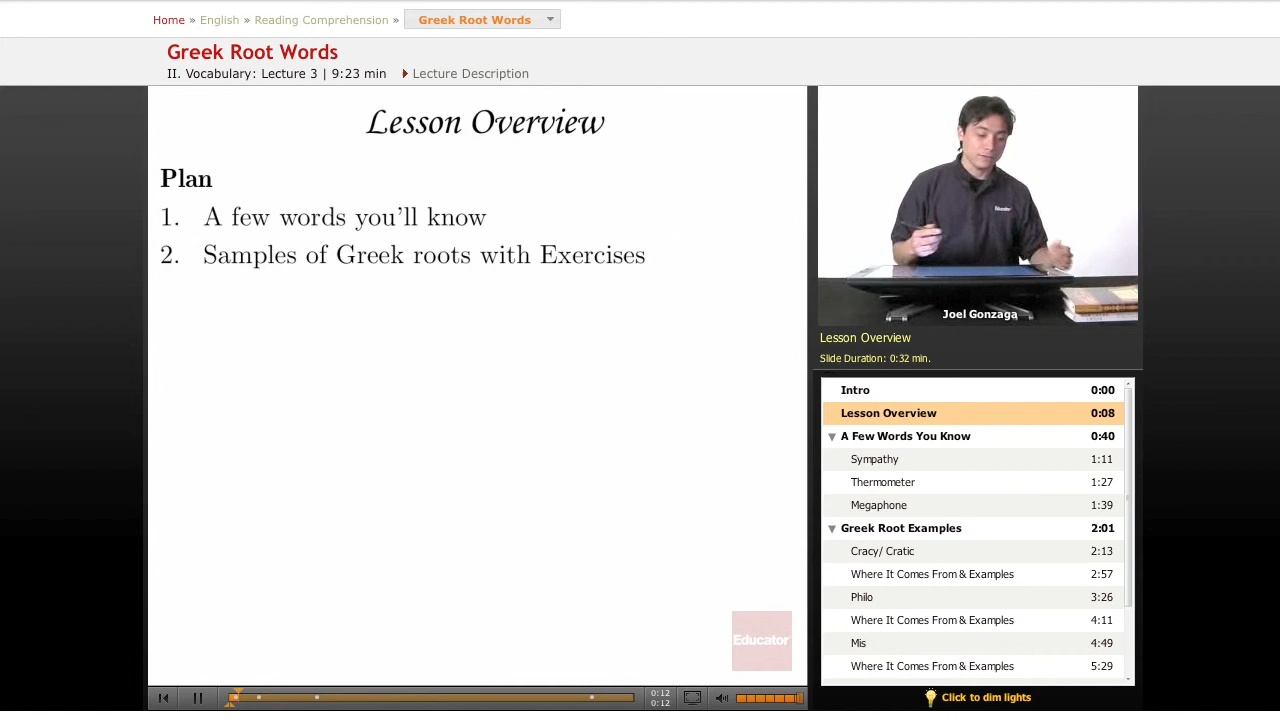 Home » English » Reading Comprehension » Greek Root Words
Greek Root Words
II. Vocabulary: Lecture 3 | 9:23 min Lecture Description
Lesson Overview
Plan
1. A few words you'll know
2. Samples of Greek roots with Exercises
Educator
Educator
Joel Gonzaga
Lesson Overview
Slide Duration: 0:32 min.
Intro 0:00
Lesson Overview 0:08
A Few Words You Know 0:40
Sympathy 1:11
Thermometer 1:27
Megaphone 1:39
Greek Root Examples 2:01
Cracy/ Cratic 2:13
Where It Comes From & Examples 2:57
Philo 3:26
Where It Comes From & Examples 4:11
Mis 4:49
Where It Comes From & Examples 5:29
0:12
0:12
Click to dim lights